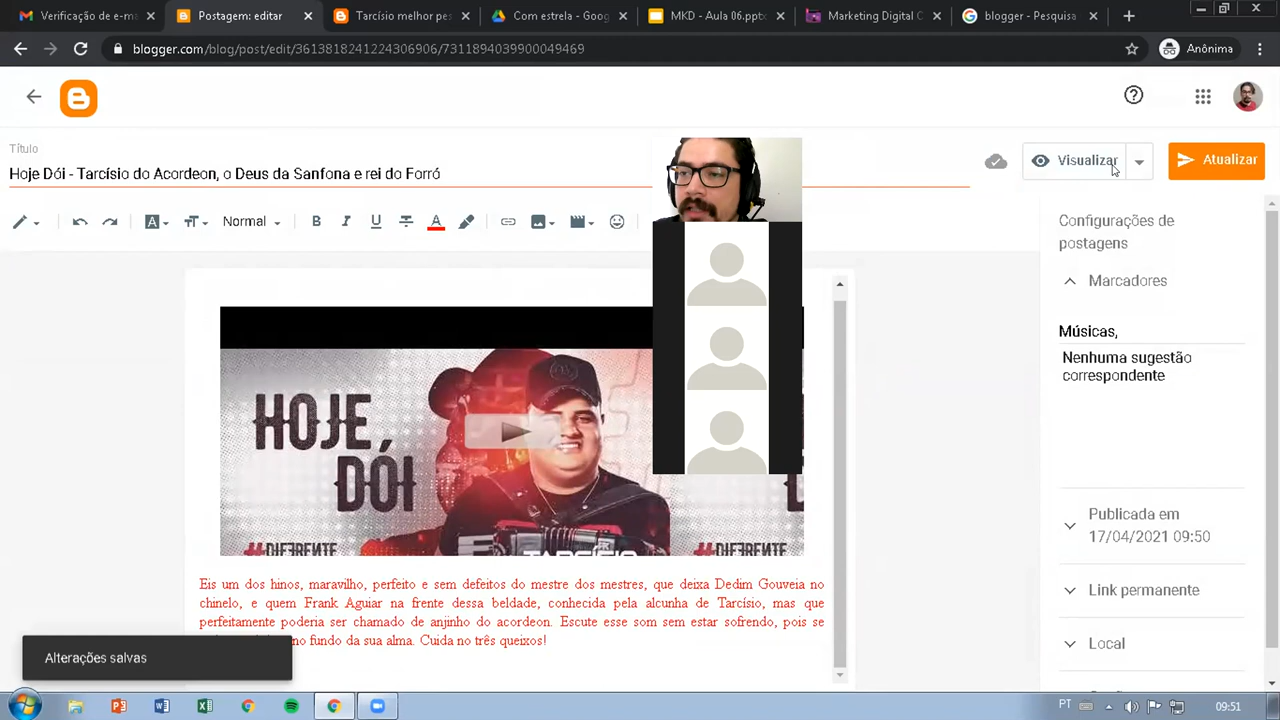 Verificação de e-ma
Postagem: editar
Tarcísio melhor pes
Com estrela - Goog
MKD - Aula 06.pptx
Marketing Digital C
blogger - Pesquisa
blogger.com/blog/post/edit/3613818241224306906/7311894039900049469
Anônima
Título
Hoje Dói - Tarcísio do Acordeon, o Deus da Sanfona e rei do Forró
Visualizar
Atualizar
Normal
Configurações de
postagens
Marcadores
Músicas,
Nenhuma sugestão
correspondente
HOJE,
DÓI
#DIFERENTE
TARCÍSIO
#DIFERENTE
Eis um dos hinos, maravilho, perfeito e sem defeitos do mestre dos mestres, que deixa Dedim Gouveia no
chinelo, e quem Frank Aguiar na frente dessa beldade, conhecida pela alcunha de Tarcísio, mas que
perfeitamente poderia ser chamado de anjinho do acordeon. Escute esse som sem estar sofrendo, pois se
no fundo da sua alma. Cuida no três queixos!
Publicada em
17/04/2021 09:50
Link permanente
Local
Alterações salvas
PT
09:51